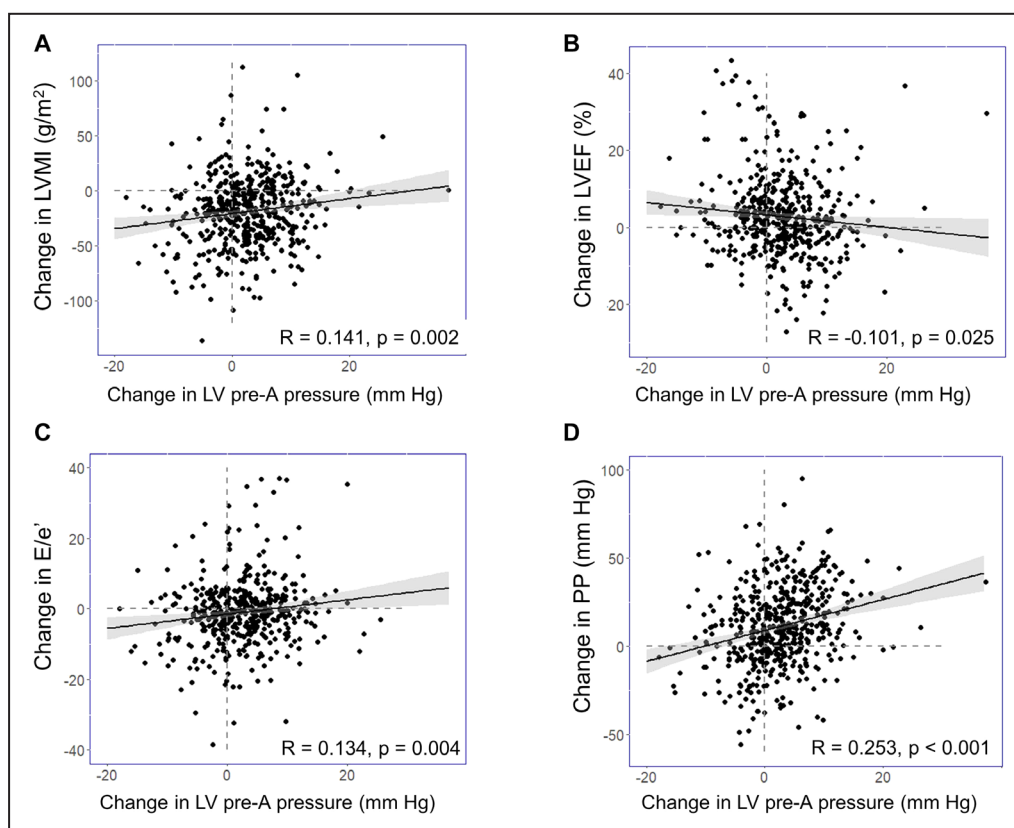 A
Change in LVMI (g/m²)
100
50
0
-50
-100
-20
0
20
R = 0.141, p = 0.002
Change in LV pre-A pressure (mm Hg)
B
Change in LVEF (%)
40
20
0
20
-20
0
20
R = -0.101, p = 0.025
Change in LV pre-A pressure (mm Hg)
C
Change in E/e’
40
20
0
-20
-40
-20
0
20
R = 0.134, p = 0.004
Change in LV pre-A pressure (mm Hg)
D
Change in PP (mm Hg)
100
50
0
-50
-20
0
20
R = 0.253, p < 0.001
Change in LV pre-A pressure (mm Hg)